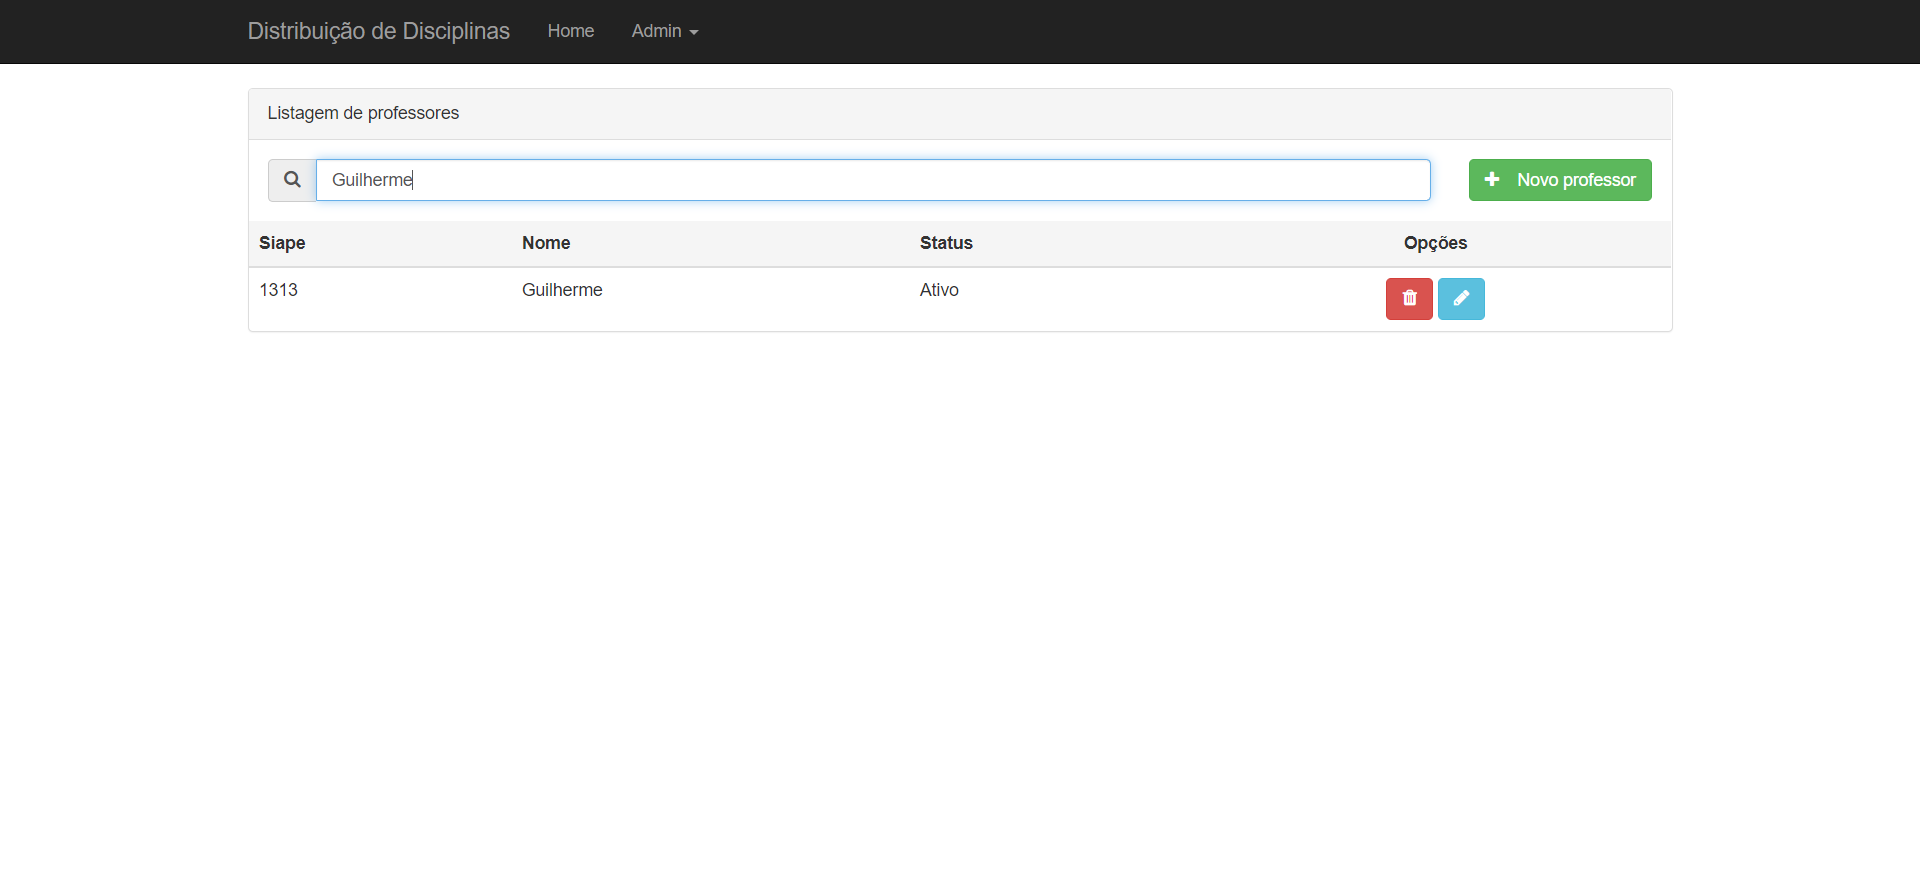 Distribuição de Disciplinas Home Admin
Listagem de professores
Guilherme Novo professor
Siape Nome Status Opções
1313 Guilherme Ativo